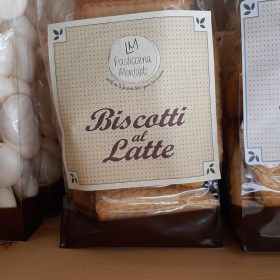 LM
Pasticceria
Montalto
Biscotti
al
Latte